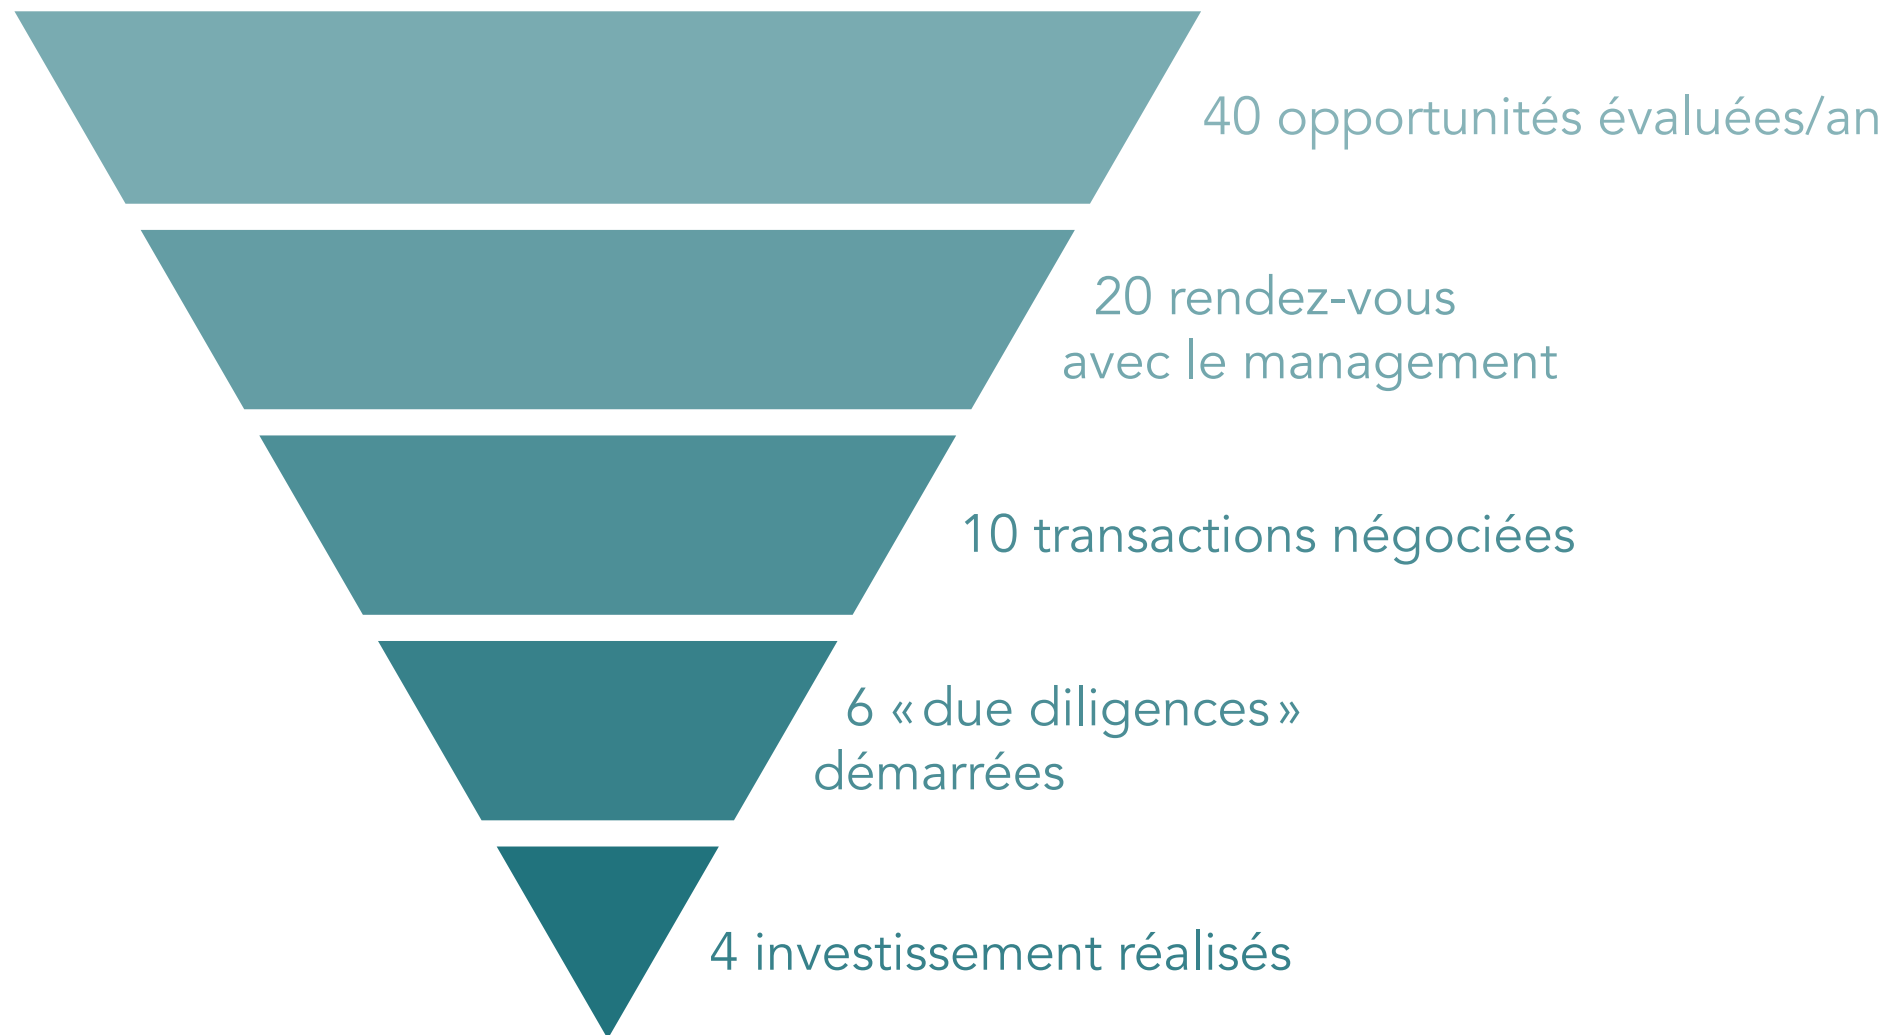 40 opportunités évaluées/an
20 rendez-vous
avec le management
10 transactions négociées
6 «due diligences»
démarrées
4 investissement réalisés